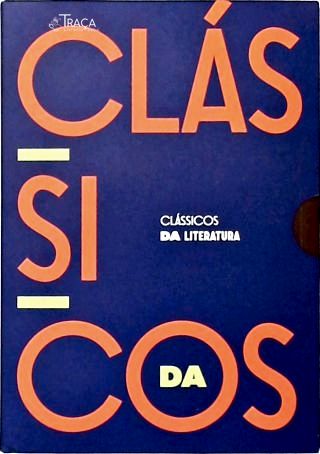 TRAÇA
CLÁS
SI
COS
DA
CLÁSSICOS
DA LITERATURA